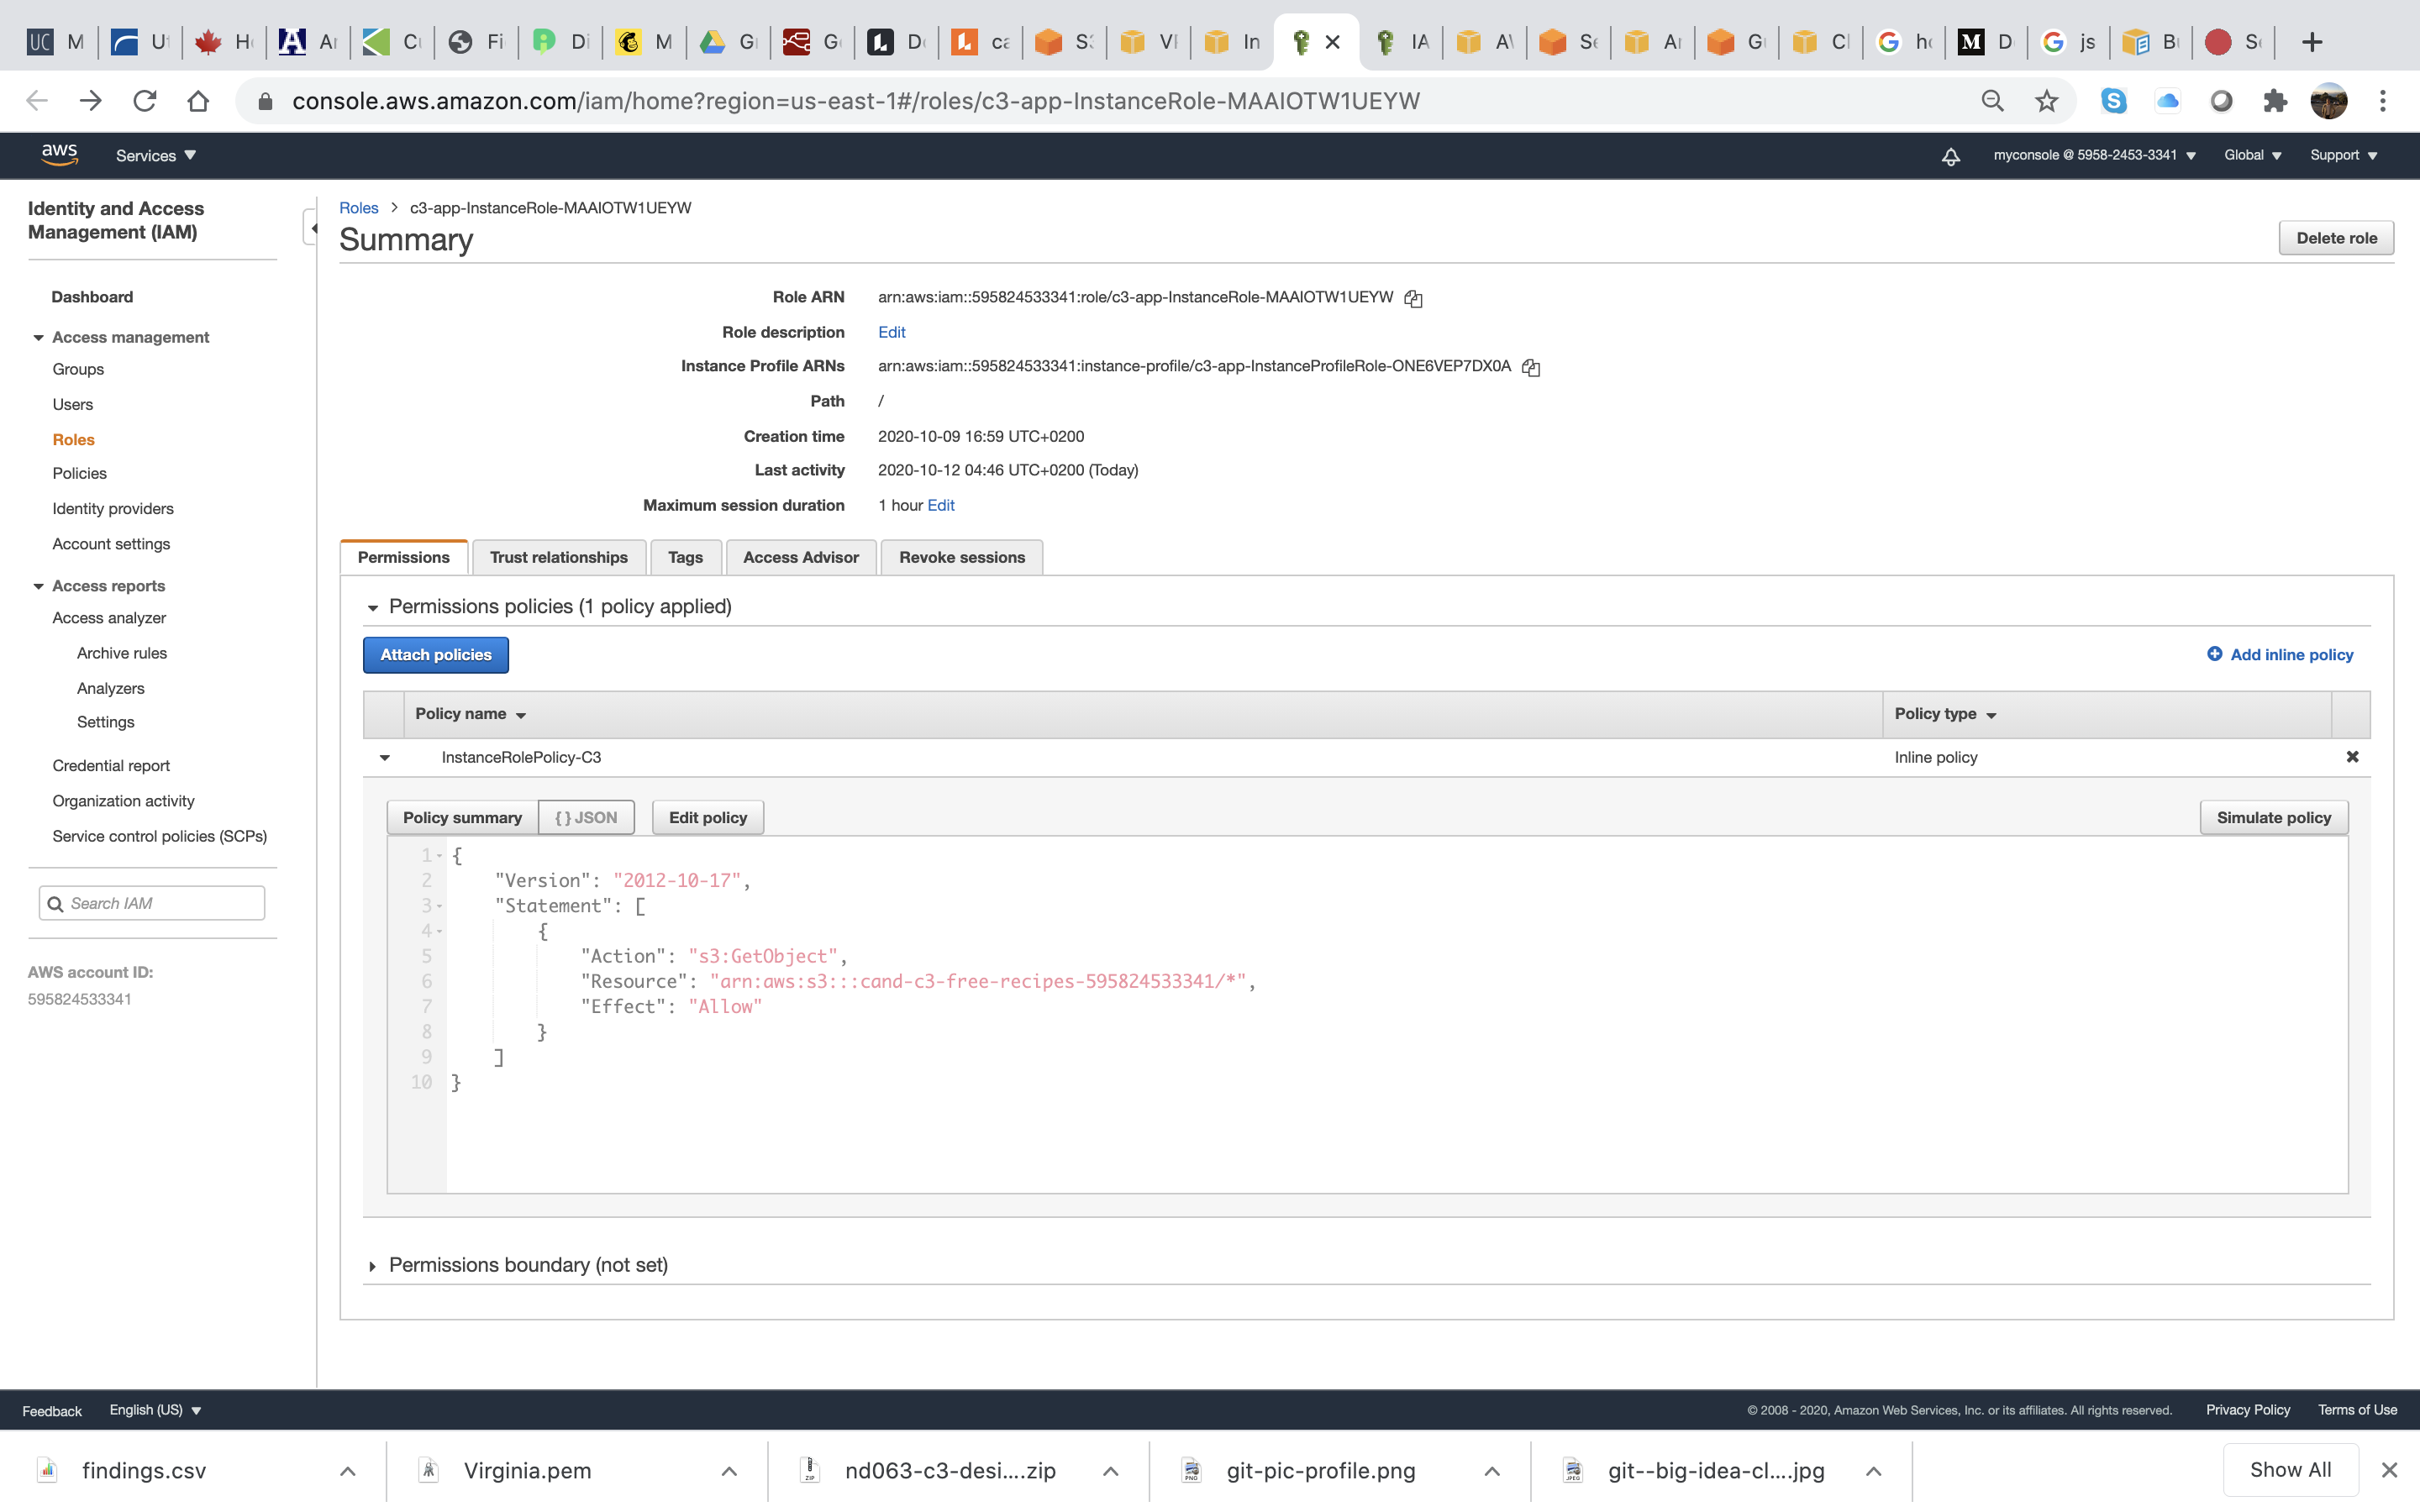 UC M U H A C Fi Di M G G D ca S3 VP In IA AW Se A G Cl ho M D js B Se
console.aws.amazon.com/iam/home?region=us-east-1#/roles/c3-app-InstanceRole-MAAIOTW1UEYW
aws Services myconsole @ 5958-2453-3341 Global Support
Identity and Access
Management (IAM)
Dashboard
Access management
Groups
Users
Roles
Policies
Identity providers
Account settings
Access reports
Access analyzer
Archive rules
Analyzers
Settings
Credential report
Organization activity
Service control policies (SCPs)
Search IAM
AWS account ID:
595824533341
Roles > c3-app-InstanceRole-MAAIOTW1UEYW
Summary
Delete role
Role ARN arn:aws:iam::595824533341:role/c3-app-InstanceRole-MAAIOTW1UEYW
Role description Edit
Instance Profile ARNs arn:aws:iam::595824533341:instance-profile/c3-app-InstanceProfileRole-ONE6VEP7DX0A
Path /
Creation time 2020-10-09 16:59 UTC+0200
Last activity 2020-10-12 04:46 UTC+0200 (Today)
Maximum session duration 1 hour Edit
Permissions Trust relationships Tags Access Advisor Revoke sessions
Permissions policies (1 policy applied)
Attach policies Add inline policy
Policy name Policy type
InstanceRolePolicy-C3 Inline policy
Policy summary { } JSON Edit policy Simulate policy
1 {
2 "Version": "2012-10-17",
3 "Statement": [
4 {
5 "Action": "s3:GetObject",
6 "Resource": "arn:aws:s3:::cand-c3-free-recipes-595824533341/*",
7 "Effect": "Allow"
8 }
9 ]
10 }
Permissions boundary (not set)
Feedback English (US) © 2008 - 2020, Amazon Web Services, Inc. or its affiliates. All rights reserved. Privacy Policy Terms of Use
findings.csv Virginia.pem nd063-c3-desi....zip git-pic-profile.png git--big-idea-cl....jpg Show All